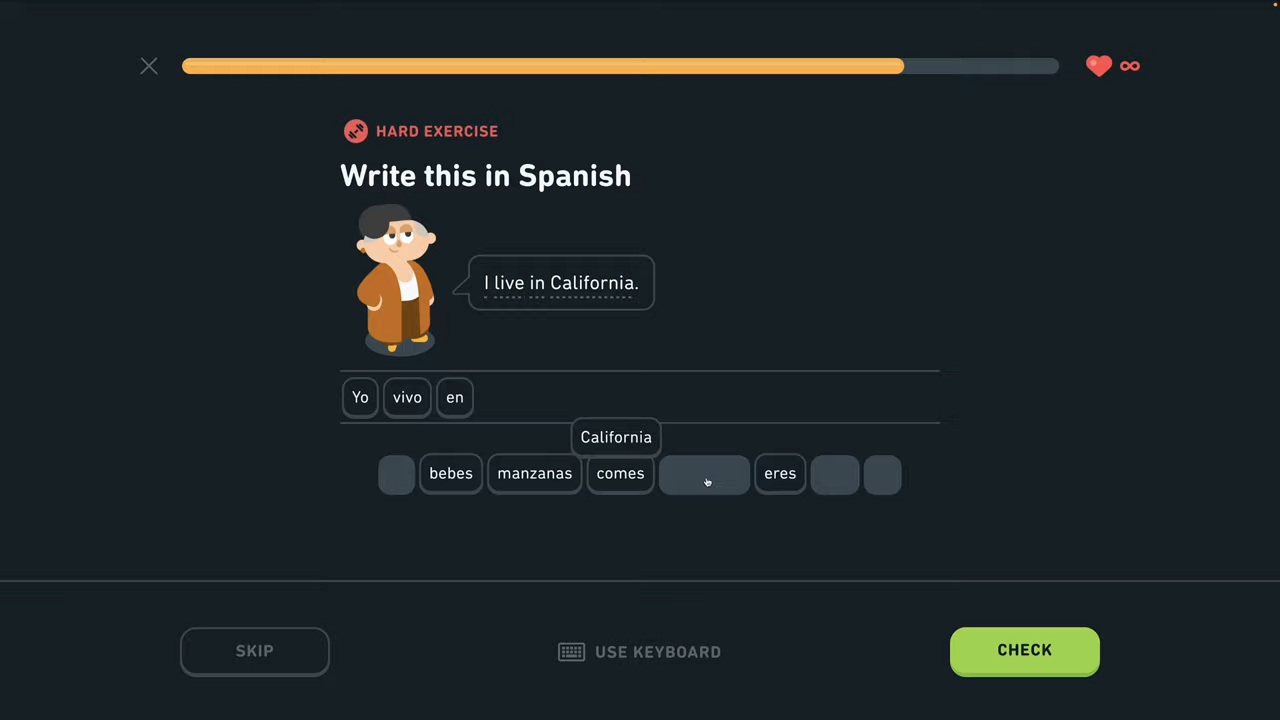 ∞
HARD EXERCISE
Write this in Spanish
I live in California.
Yo vivo en
California
bebes manzanas comes eres
SKIP USE KEYBOARD CHECK